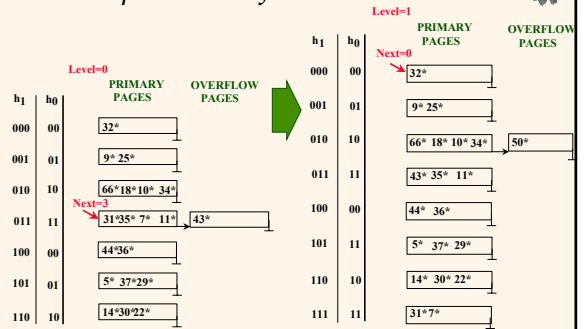 Level=0
PRIMARY PAGES
OVERFLOW PAGES
h1 h0
000 00 32*
001 01 9* 25*
010 10 66*18*10* 34*
Next=3
011 11 31*35* 7* 11* 43*
100 00 44*36*
101 01 5* 37*29*
110 10 14*30*22*
Level=1
PRIMARY PAGES
OVERFLOW PAGES
h1 h0
Next=0
000 00 32*
001 01 9* 25*
010 10 66* 18* 10* 34* 50*
011 11 43* 35* 11*
100 00 44* 36*
101 11 5* 37* 29*
110 10 14* 30* 22*
111 11 31*7*